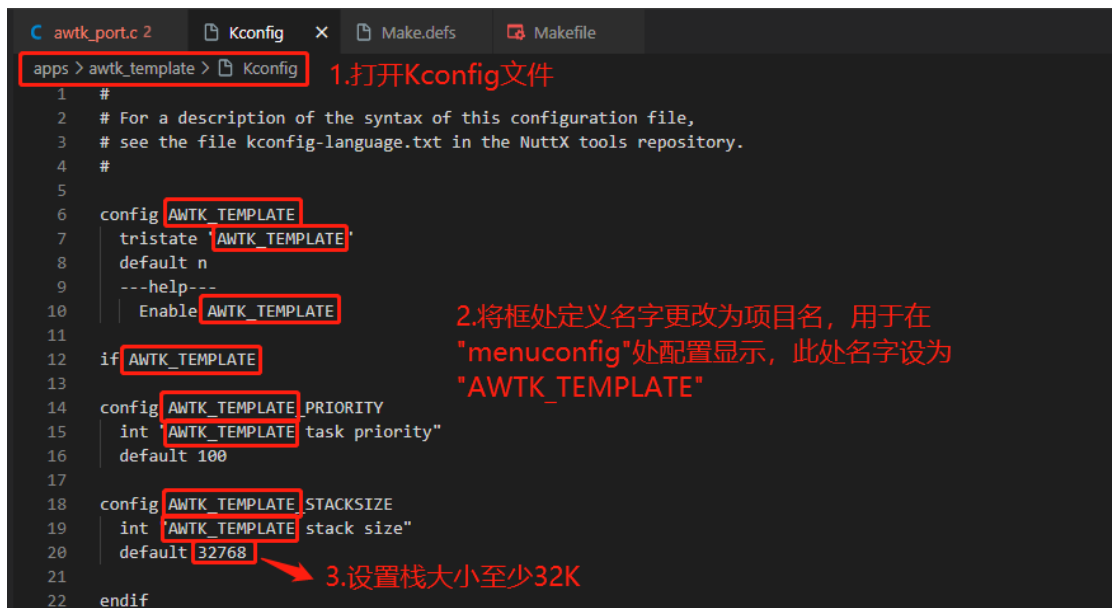 awtk_port.c 2 Kconfig × Make.defs Makefile
apps > awtk_template > Kconfig
1.打开Kconfig文件
1 #
2 # For a description of the syntax of this configuration file,
3 # see the file kconfig-language.txt in the NuttX tools repository.
4 #
5
6 config AWTK_TEMPLATE
7 tristate "AWTK_TEMPLATE"
8 default n
9 ---help---
10 Enable AWTK_TEMPLATE
11
2.将框处定义名字更改为项目名，用于在
"menuconfig"处配置显示，此处名字设为
"AWTK_TEMPLATE"
12 if AWTK_TEMPLATE
13
14 config AWTK_TEMPLATE_PRIORITY
15 int "AWTK_TEMPLATE task priority"
16 default 100
17
18 config AWTK_TEMPLATE_STACKSIZE
19 int "AWTK_TEMPLATE stack size"
20 default 32768
3.设置栈大小至少32K
21
22 endif